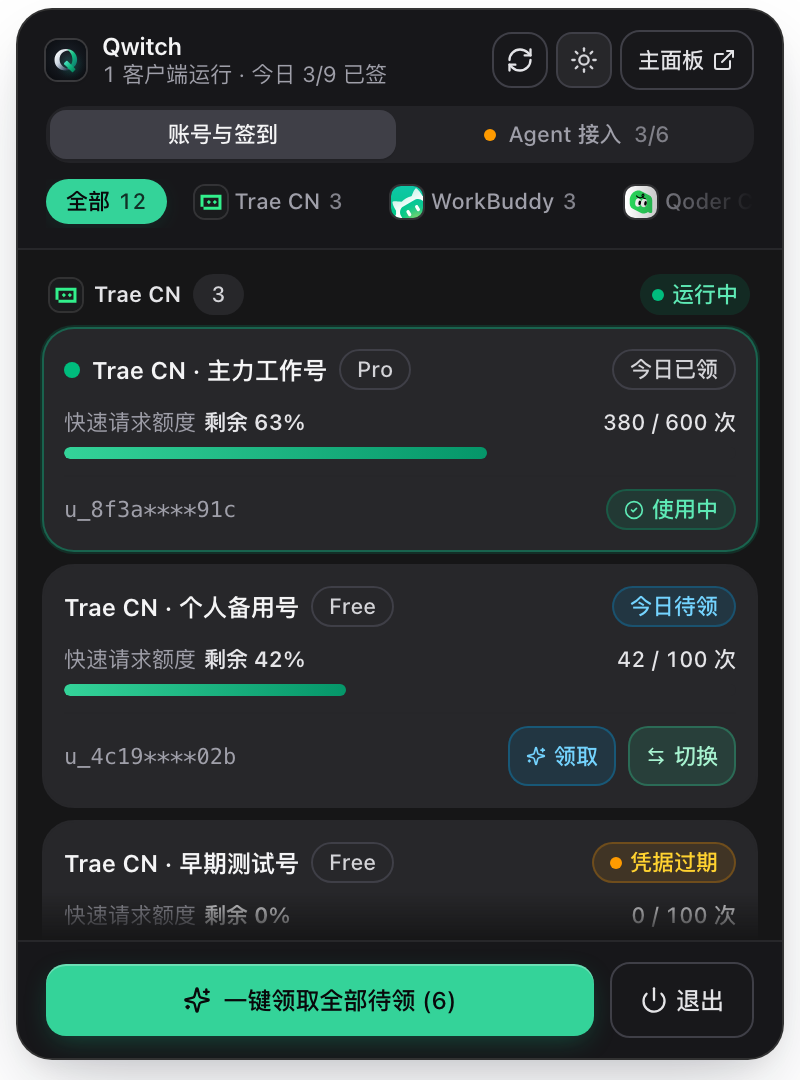 Qwitch
1 客户端运行 · 今日 3/9 已签
主面板
账号与签到
Agent 接入 3/6
全部 12
Trae CN 3
WorkBuddy 3
Qoder
Trae CN 3
运行中
Trae CN · 主力工作号 Pro 今日已领
快速请求额度 剩余 63% 380 / 600 次
u_8f3a****91c 使用中
Trae CN · 个人备用号 Free 今日待领
快速请求额度 剩余 42% 42 / 100 次
u_4c19****02b 领取 切换
Trae CN · 早期测试号 Free 凭据过期
快速请求额度 剩余 0% 0 / 100 次
一键领取全部待领 (6)
退出